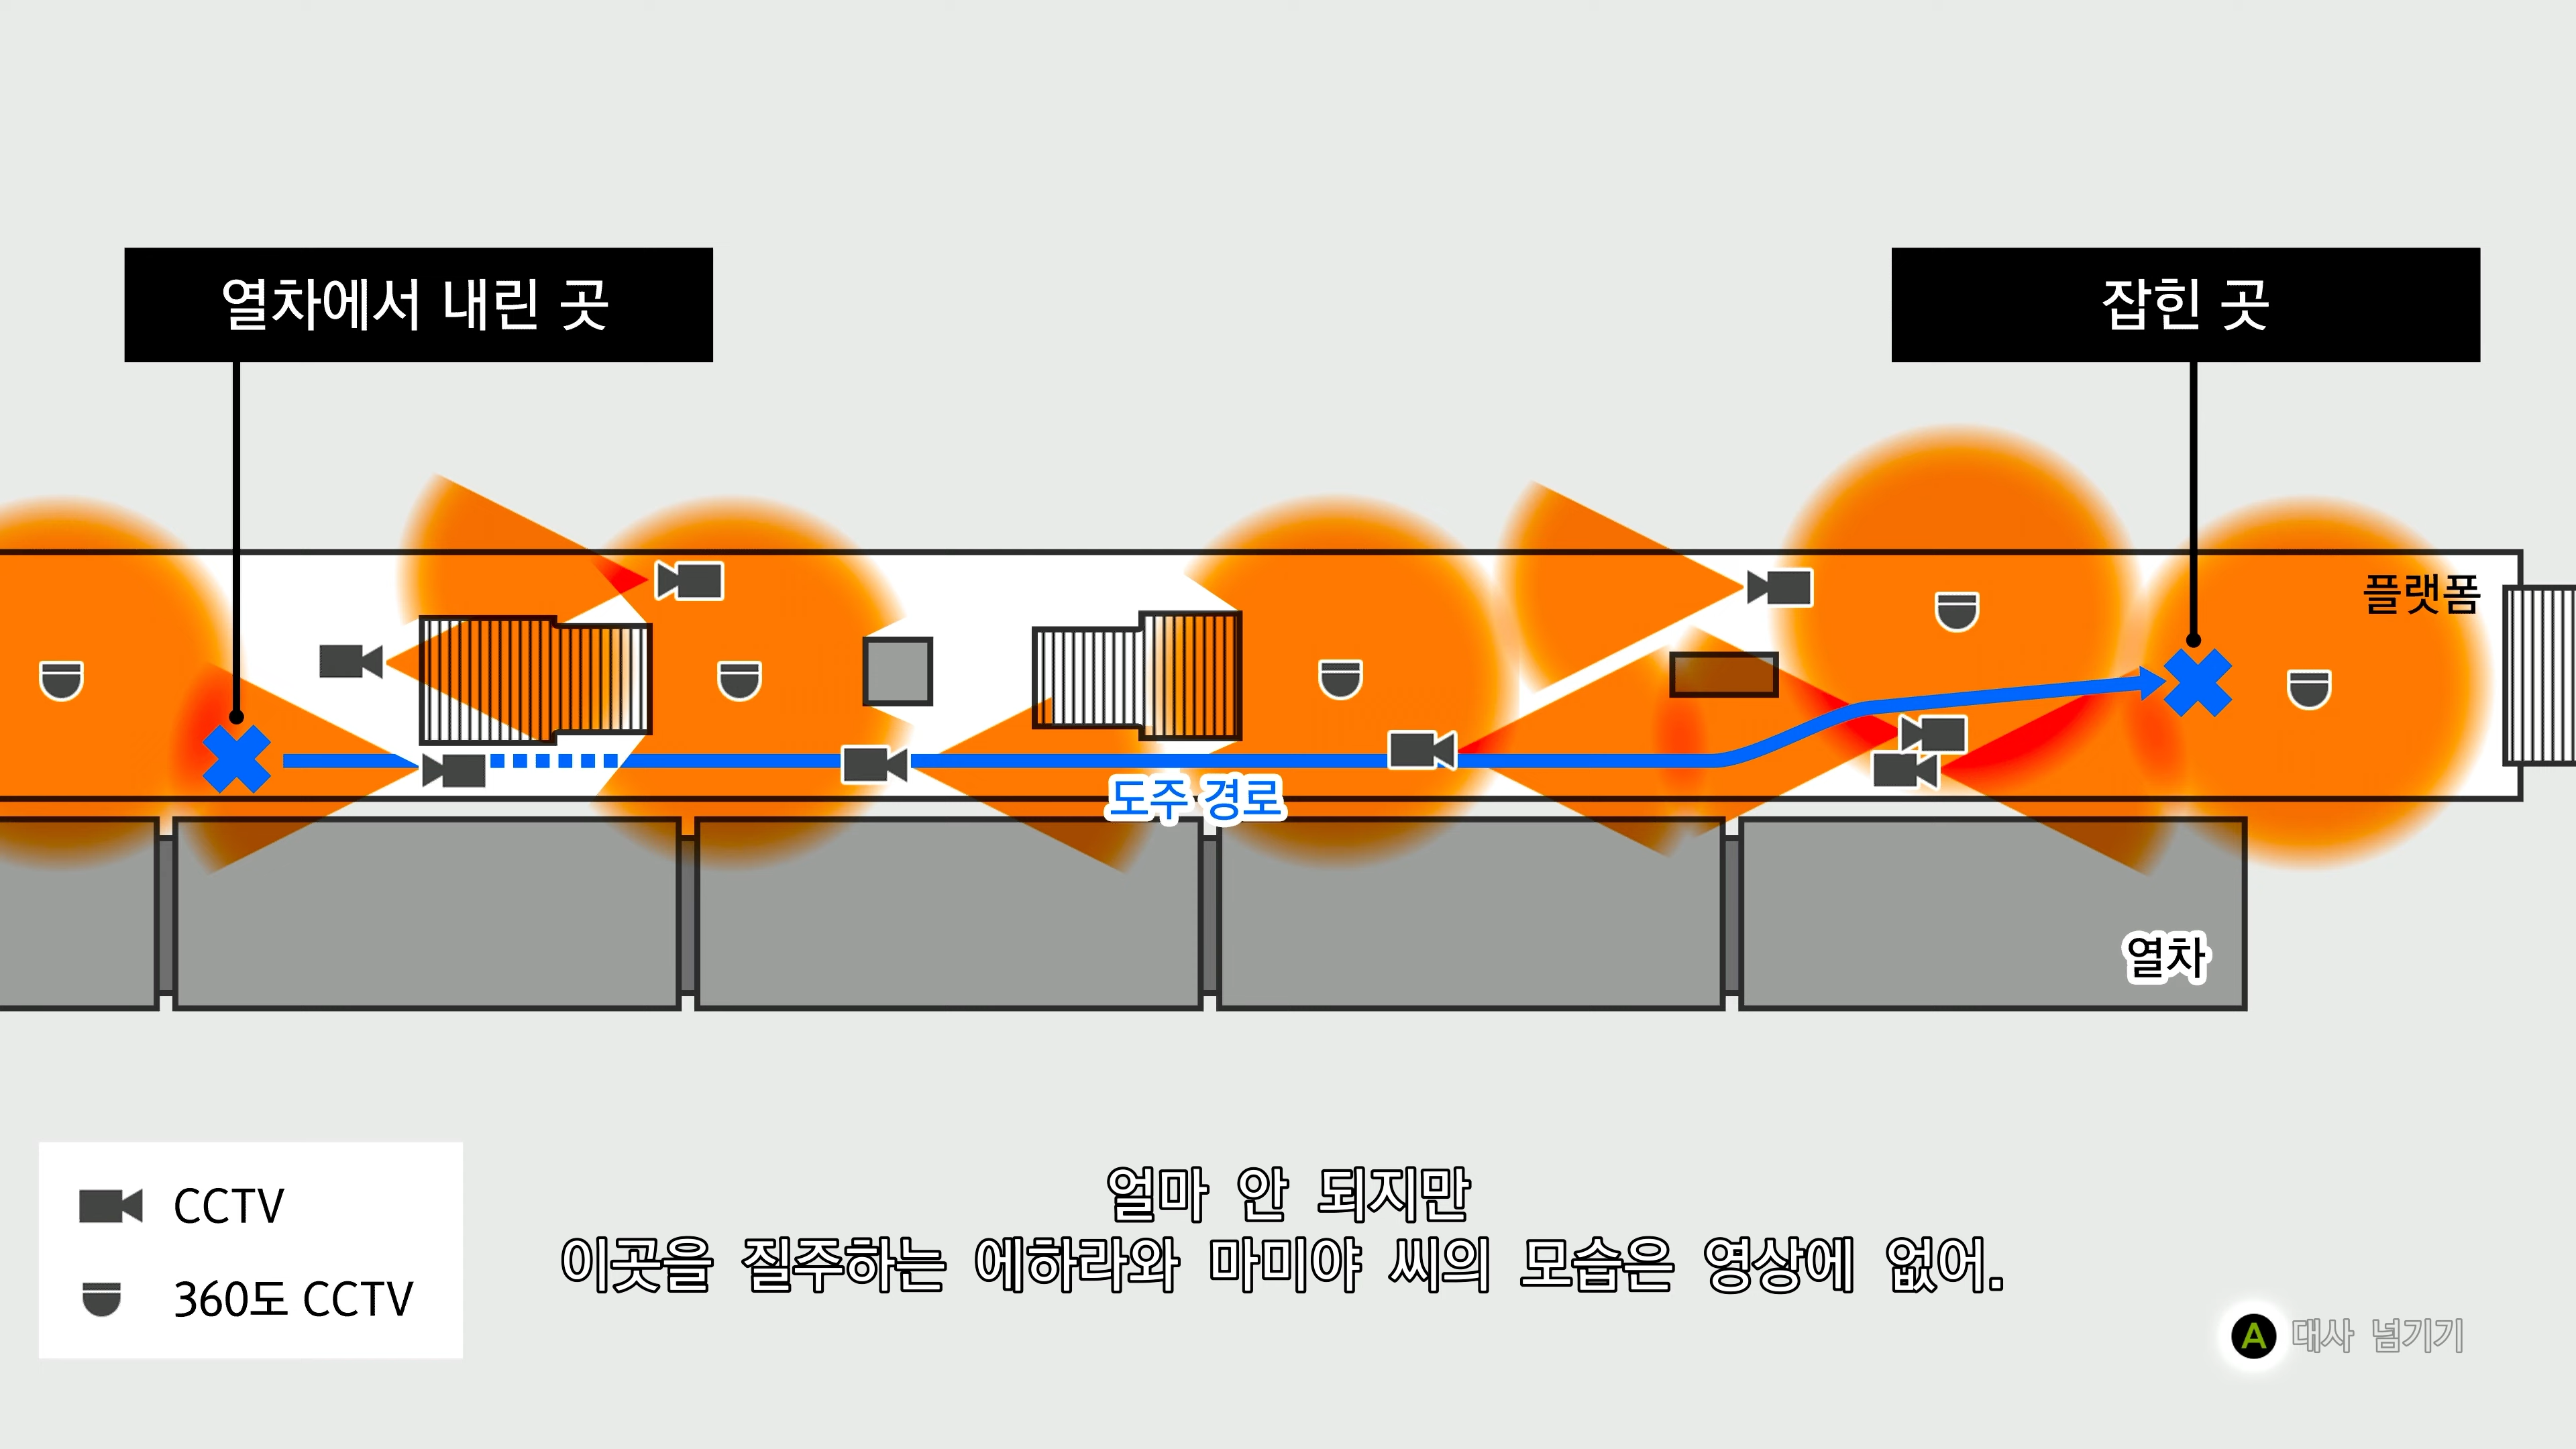 열차에서 내린 곳
잡힌 곳
플랫폼
도주 경로
열차
CCTV
360도 CCTV
얼마 안 되지만
이곳을 질주하는 에하라와 마미야 씨의 모습은 영상에 없어.
A 대사 넘기기